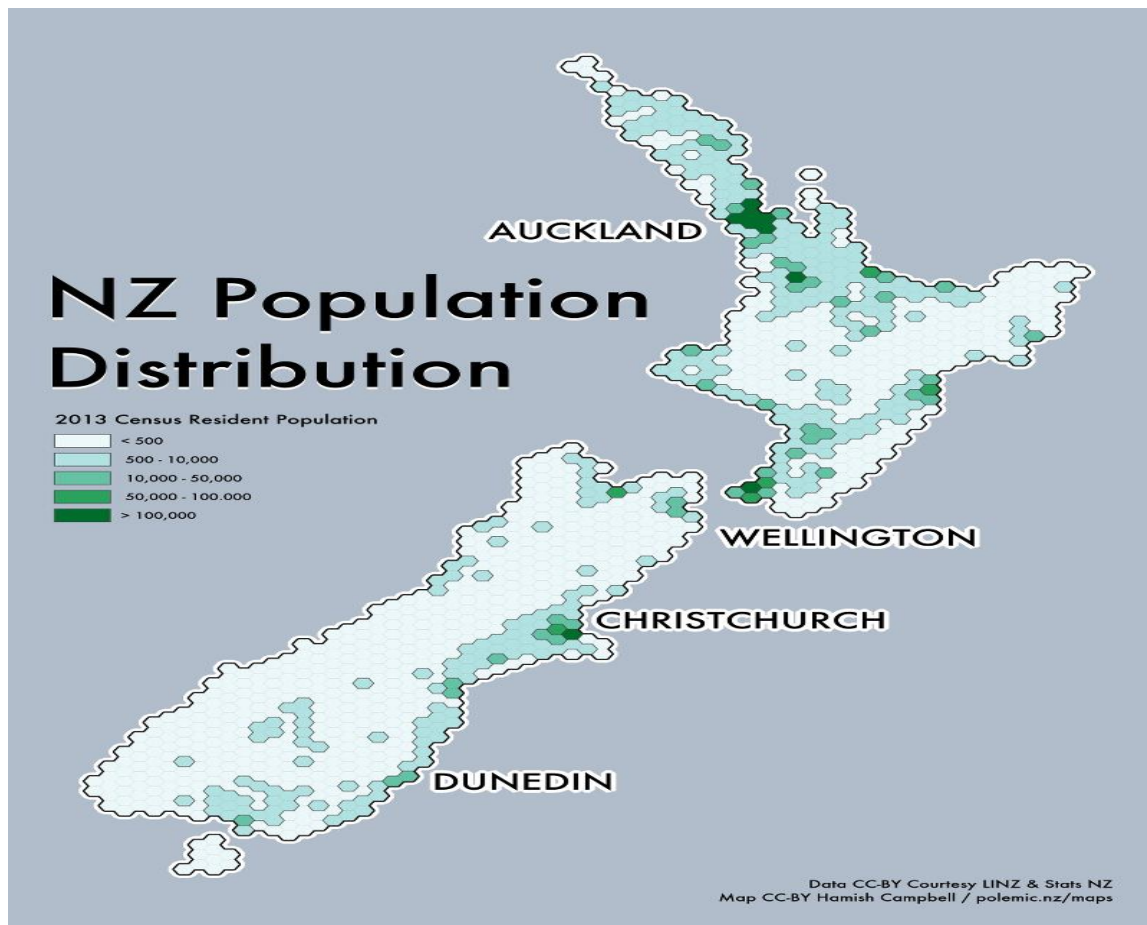 AUCKLAND
NZ Population
Distribution
2013 Census Resident Population
< 500
500 - 10,000
10,000 - 50,000
50,000 - 100.000
> 100,000
WELLINGTON
CHRISTCHURCH
DUNEDIN
Data CC-BY Courtesy LINZ & Stats NZ
Map CC-BY Hamish Campbell / polemic.nz/maps